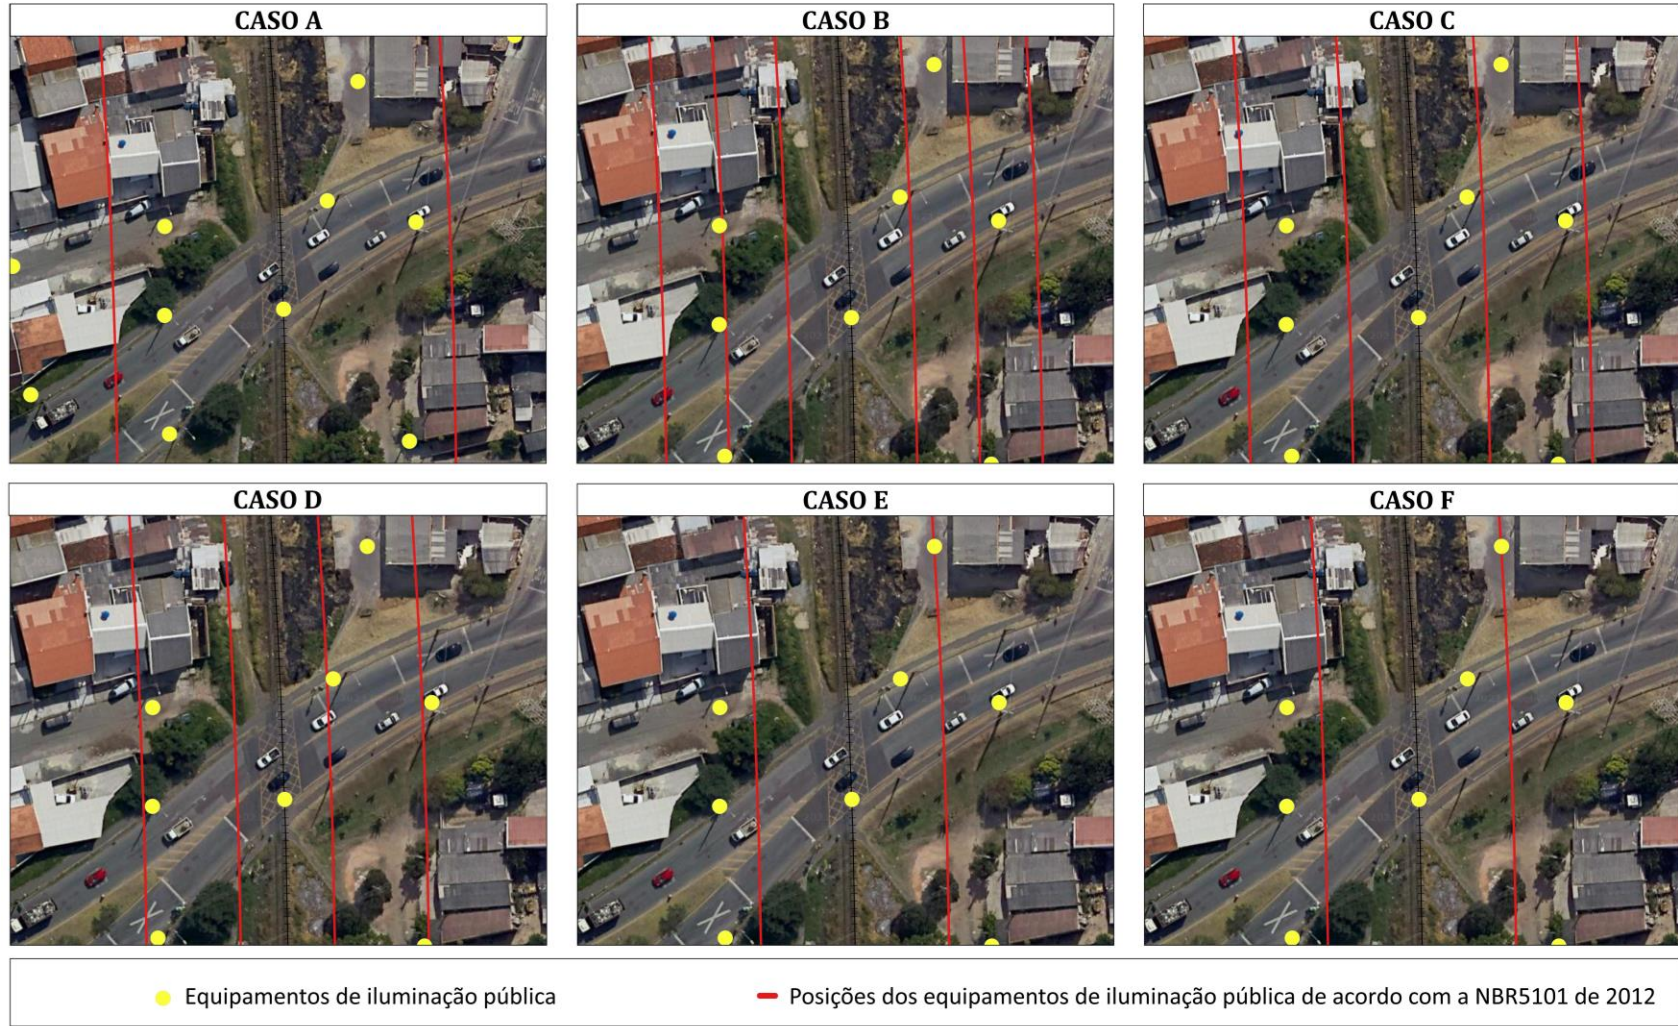 CASO A
CASO B
CASO C
CASO D
CASO E
CASO F
Equipamentos de iluminação pública
Posições dos equipamentos de iluminação pública de acordo com a NBR5101 de 2012